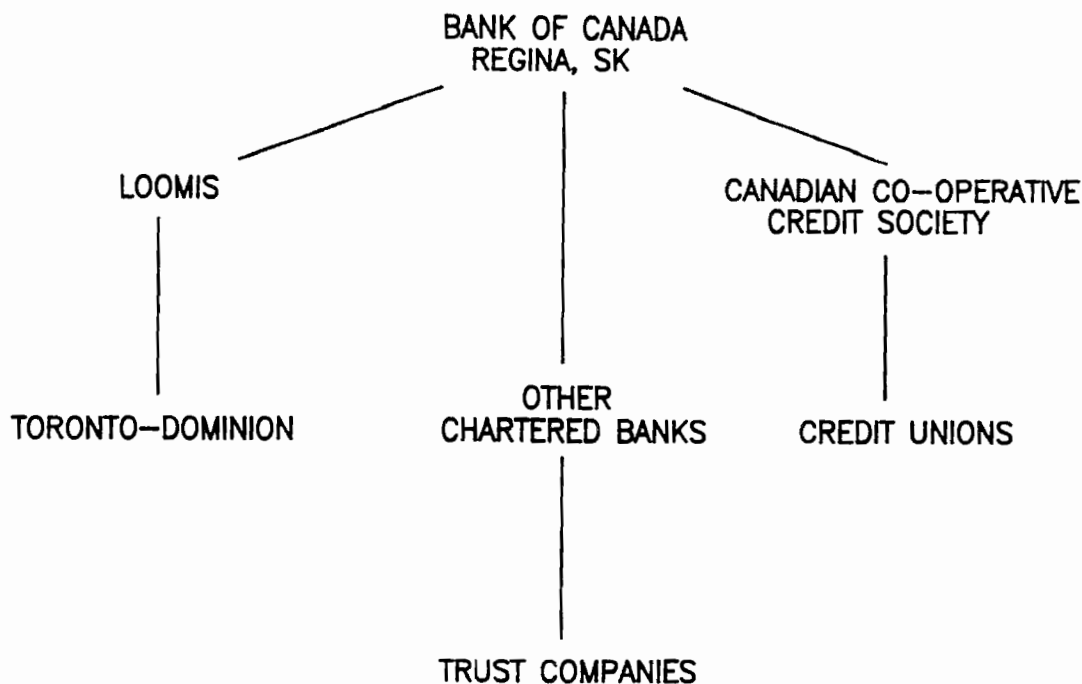 BANK OF CANADA
REGINA, SK
LOOMIS
CANADIAN CO-OPERATIVE
CREDIT SOCIETY
TORONTO-DOMINION
OTHER
CHARTERED BANKS
CREDIT UNIONS
TRUST COMPANIES